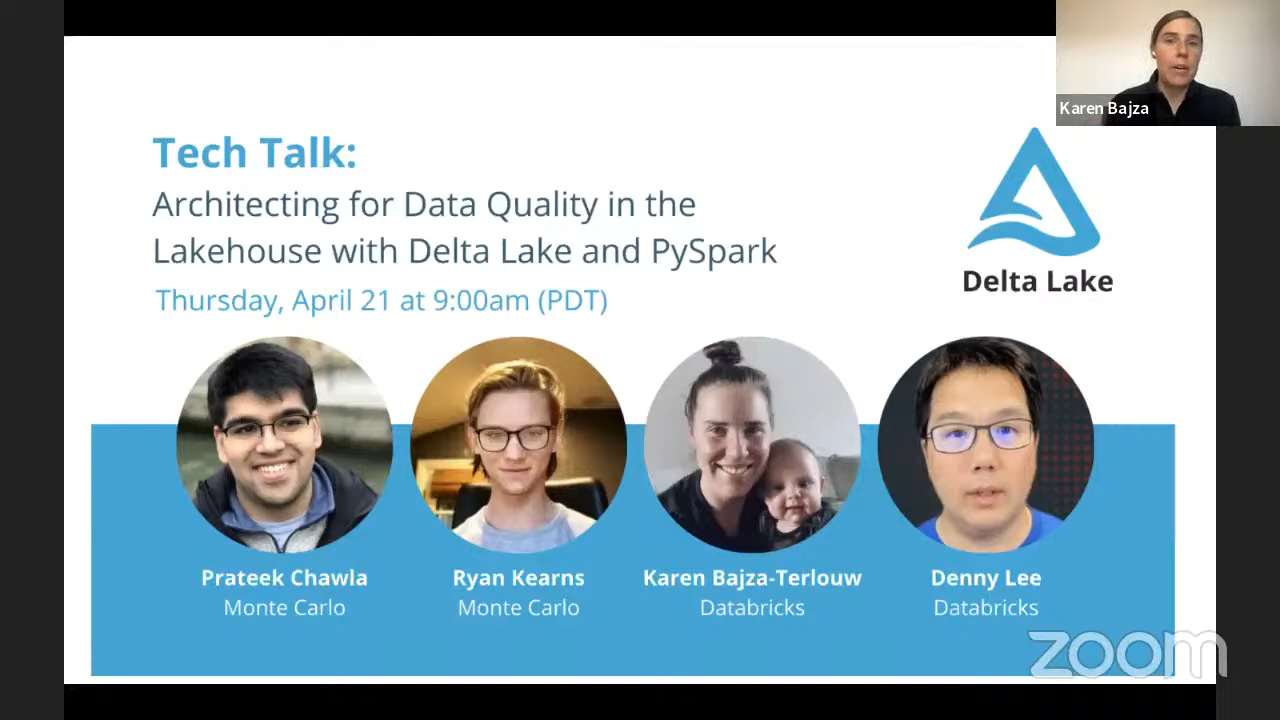 Karen Bajza
Tech Talk:
Architecting for Data Quality in the
Lakehouse with Delta Lake and PySpark
Thursday, April 21 at 9:00am (PDT)
Delta Lake
Prateek Chawla
Monte Carlo
Ryan Kearns
Monte Carlo
Karen Bajza-Terlouw
Databricks
Denny Lee
Databricks
zoom